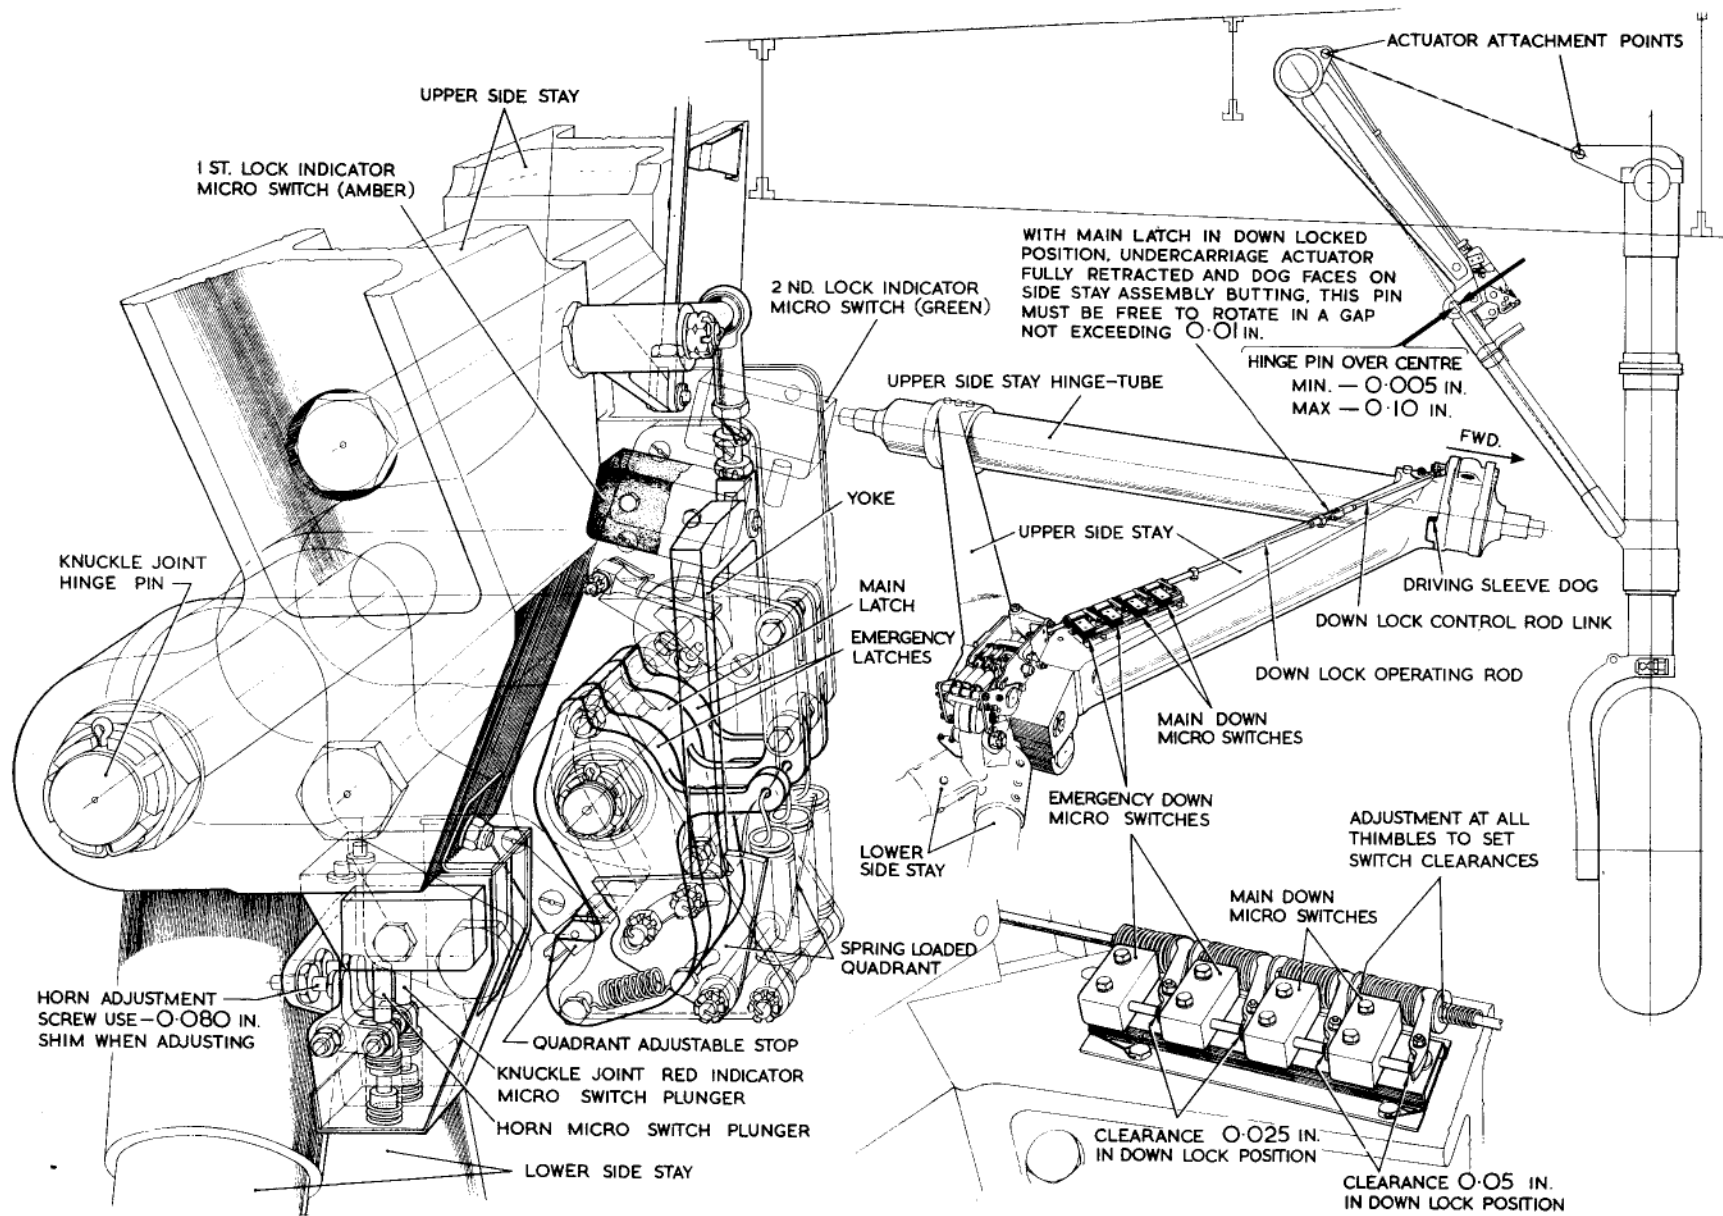 ACTUATOR ATTACHMENT POINTS
UPPER SIDE STAY
1 ST. LOCK INDICATOR
MICRO SWITCH (AMBER)
WITH MAIN LATCH IN DOWN LOCKED
POSITION, UNDERCARRIAGE ACTUATOR
FULLY RETRACTED AND DOG FACES ON
SIDE STAY ASSEMBLY BUTTING, THIS PIN
MUST BE FREE TO ROTATE IN A GAP
NOT EXCEEDING 0·01 IN.
2 ND. LOCK INDICATOR
MICRO SWITCH (GREEN)
HINGE PIN OVER CENTRE
MIN. — 0·005 IN.
MAX — 0·10 IN.
UPPER SIDE STAY HINGE-TUBE
FWD.
YOKE
UPPER SIDE STAY
KNUCKLE JOINT
HINGE PIN
MAIN
LATCH
EMERGENCY
LATCHES
DRIVING SLEEVE DOG
DOWN LOCK CONTROL ROD LINK
DOWN LOCK OPERATING ROD
MAIN DOWN
MICRO SWITCHES
EMERGENCY DOWN
MICRO SWITCHES
ADJUSTMENT AT ALL
THIMBLES TO SET
SWITCH CLEARANCES
LOWER
SIDE STAY
MAIN DOWN
MICRO SWITCHES
SPRING LOADED
QUADRANT
HORN ADJUSTMENT
SCREW USE—0·080 IN.
SHIM WHEN ADJUSTING
QUADRANT ADJUSTABLE STOP
KNUCKLE JOINT RED INDICATOR
MICRO SWITCH PLUNGER
HORN MICRO SWITCH PLUNGER
LOWER SIDE STAY
CLEARANCE 0·025 IN.
IN DOWN LOCK POSITION
CLEARANCE 0·05 IN.
IN DOWN LOCK POSITION